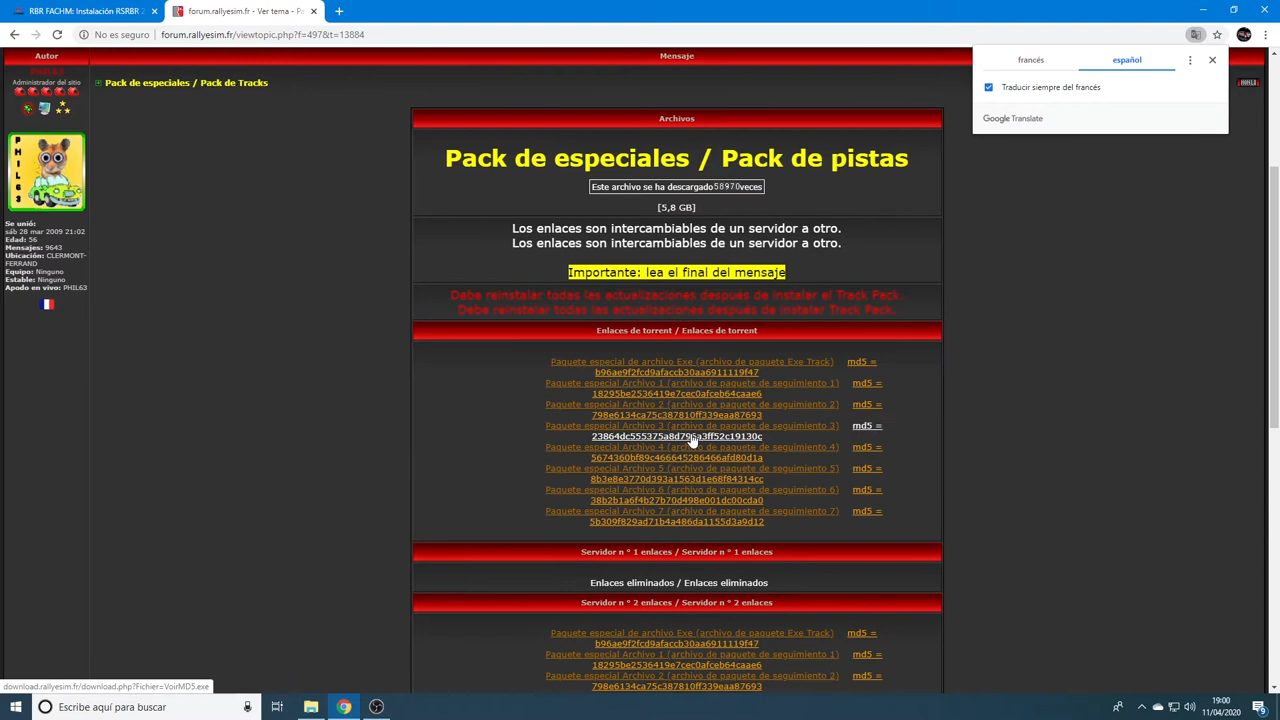 RBR FACHM: Instalación RSRBR 2
forum.rallyesim.fr - Ver tema - Pa
No es seguro
forum.rallyesim.fr/viewtopic.php?f=497&t=13884
francés
español
Traducir siempre del francés
Google Translate
Autor
Mensaje
PHIL63
Administrador del sitio
Pack de especiales / Pack de Tracks
PHIL63
Se unió:
sáb 28 mar 2009 21:02
Edad: 56
Mensajes: 9643
Ubicación: CLERMONT-
FERRAND
Equipo: Ninguno
Estable: Ninguno
Apodo en vivo: PHIL63
Archivos
Pack de especiales / Pack de pistas
Este archivo se ha descargado58970veces
[5,8 GB]
Los enlaces son intercambiables de un servidor a otro.
Los enlaces son intercambiables de un servidor a otro.
Importante: lea el final del mensaje
Debe reinstalar todas las actualizaciones después de instalar el Track Pack.
Debe reinstalar todas las actualizaciones después de instalar Track Pack.
Enlaces de torrent / Enlaces de torrent
Paquete especial de archivo Exe (archivo de paquete Exe Track) md5 =
b96ae9f2fcd9afaccb30aa6911119f47
Paquete especial Archivo 1 (archivo de paquete de seguimiento 1) md5 =
18295be2536419e7cec0afceb64caae6
Paquete especial Archivo 2 (archivo de paquete de seguimiento 2) md5 =
798e6134ca75c387810ff339eaa87693
Paquete especial Archivo 3 (archivo de paquete de seguimiento 3) md5 =
Paquete especial Archivo 4 (archivo de paquete de seguimiento 4) md5 =
5674360bf89c466645286466afd80d1a
Paquete especial Archivo 5 (archivo de paquete de seguimiento 5) md5 =
8b3e8e3770d393a1563d1e68f84314cc
Paquete especial Archivo 6 (archivo de paquete de seguimiento 6) md5 =
38b2b1a6f4b27b70d498e001dc00cda0
Paquete especial Archivo 7 (archivo de paquete de seguimiento 7) md5 =
5b309f829ad71b4a486da1155d3a9d12
Servidor n ° 1 enlaces / Servidor n ° 1 enlaces
Enlaces eliminados / Enlaces eliminados
Servidor n ° 2 enlaces / Servidor n ° 2 enlaces
Paquete especial de archivo Exe (archivo de paquete Exe Track) md5 =
b96ae9f2fcd9afaccb30aa6911119f47
Paquete especial Archivo 1 (archivo de paquete de seguimiento 1) md5 =
18295be2536419e7cec0afceb64caae6
Paquete especial Archivo 2 (archivo de paquete de seguimiento 2) md5 =
798e6134ca75c387810ff339eaa87693
download.rallyesim.fr/download.php?Fichier=VoirMD5.exe
Escribe aquí para buscar
19:00
11/04/2020
9